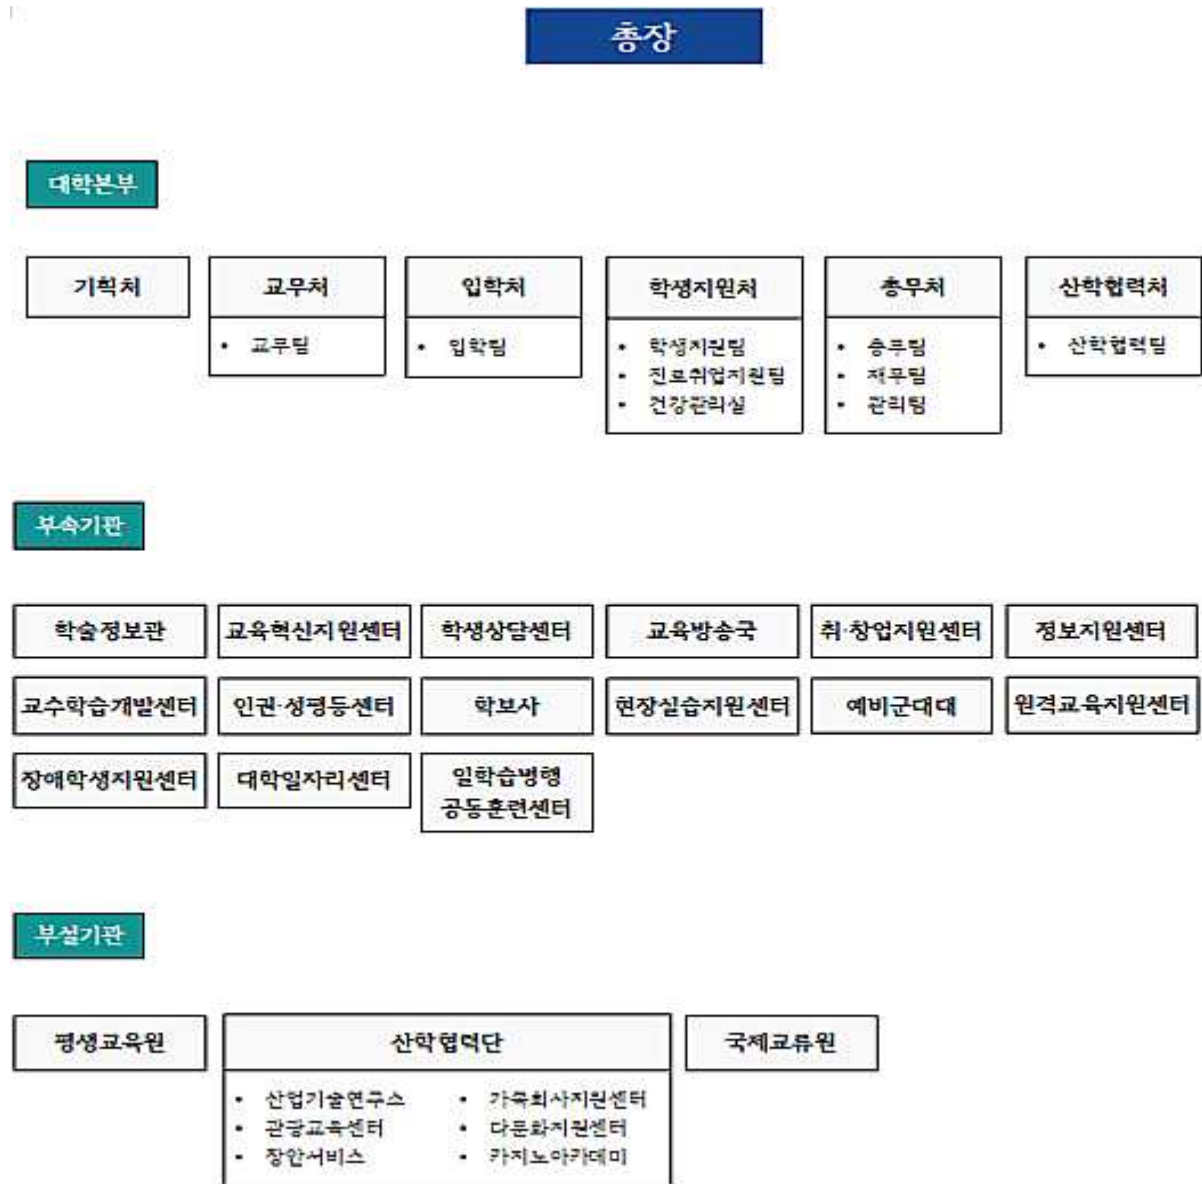 총장
대학본부
기획처 교무처 입학처 학생지원처 총무처 산학협력처
• 교무팀 • 입학팀 • 학생지원팀 • 총무팀 • 산학협력팀
• 진로취업지원팀 • 재무팀
• 건강관리실 • 관리팀
부속기관
학술정보관 교육혁신지원센터 학생상담센터 교육방송국 취·창업지원센터 정보지원센터
교수학습개발센터 인권·성평등센터 학보사 현장실습지원센터 예비군대대 원격교육지원센터
장애학생지원센터 대학일자리센터 일학습병행
공동훈련센터
부설기관
평생교육원 산학협력단 국제교류원
• 산업기술연구소 • 가족회사지원센터
• 관광교육센터 • 다문화지원센터
• 장안서비스 • 카지노아카데미